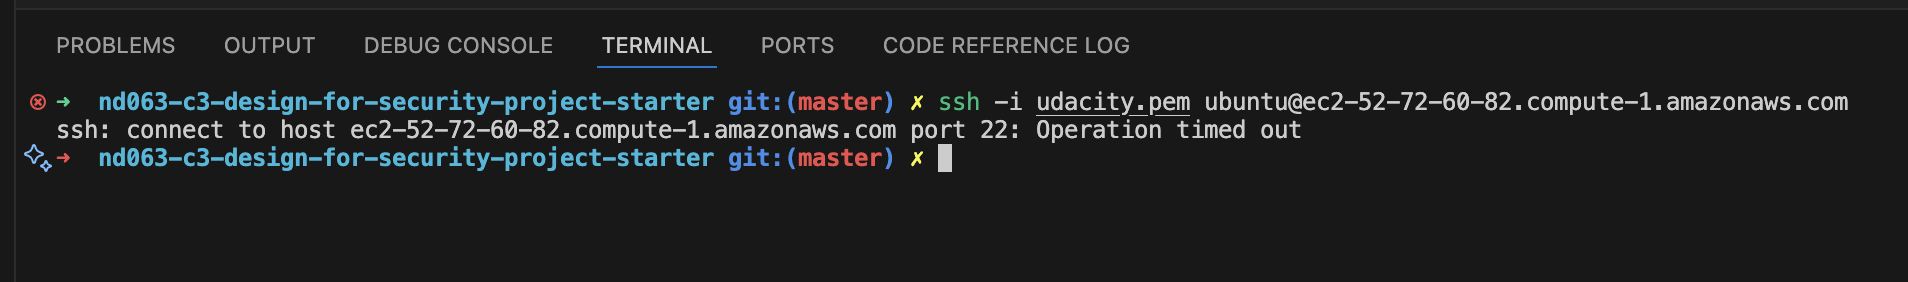 PROBLEMS OUTPUT DEBUG CONSOLE TERMINAL PORTS CODE REFERENCE LOG
➜ nd063-c3-design-for-security-project-starter git:(master) ✗ ssh -i udacity.pem ubuntu@ec2-52-72-60-82.compute-1.amazonaws.com
ssh: connect to host ec2-52-72-60-82.compute-1.amazonaws.com port 22: Operation timed out
➜ nd063-c3-design-for-security-project-starter git:(master) ✗